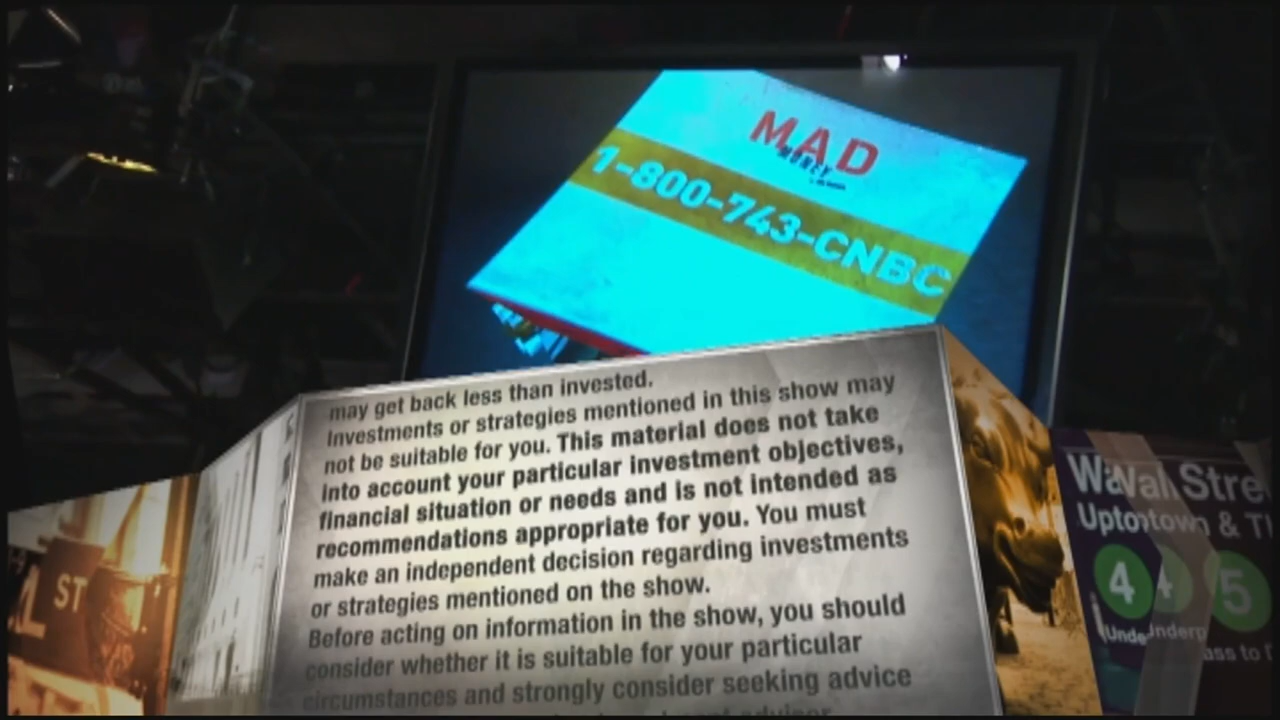 MAD
MONEY
1-800-743-CNBC
may get back less than invested.
Investments or strategies mentioned in this show may
not be suitable for you. This material does not take
into account your particular investment objectives,
financial situation or needs and is not intended as
recommendations appropriate for you. You must
make an independent decision regarding investments
or strategies mentioned on the show.
Before acting on information in the show, you should
consider whether it is suitable for your particular
circumstances and strongly consider seeking advice
ST
Wall Stre
Uptown & T
4 4 5